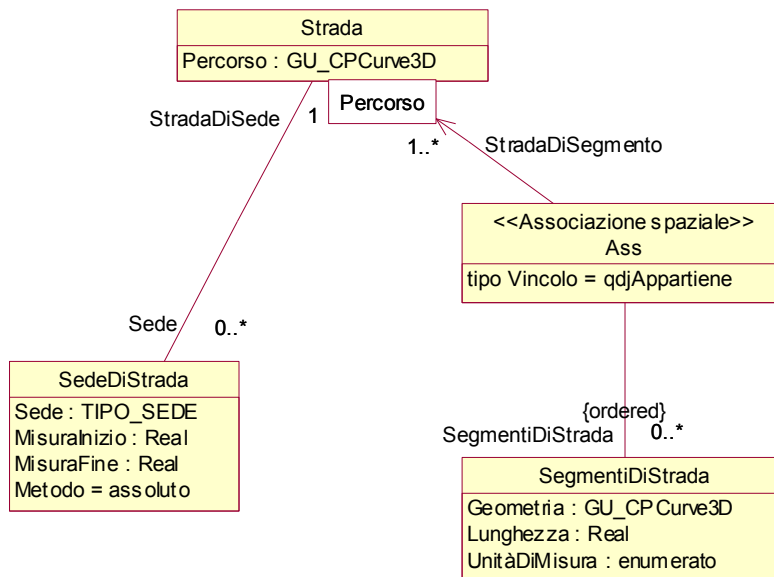 Strada
Percorso : GU_CPCurve3D
Percorso
StradaDiSede
1
1..*
StradaDiSegmento
<<Associazione spaziale>>
Ass
tipo Vincolo = qdjAppartiene
Sede
0..*
SedeDiStrada
Sede : TIPO_SEDE
MisuraInizio : Real
MisuraFine : Real
Metodo = assoluto
{ordered}
SegmentiDiStrada
0..*
SegmentiDiStrada
Geometria : GU_CPCurve3D
Lunghezza : Real
UnitàDiMisura : enumerato